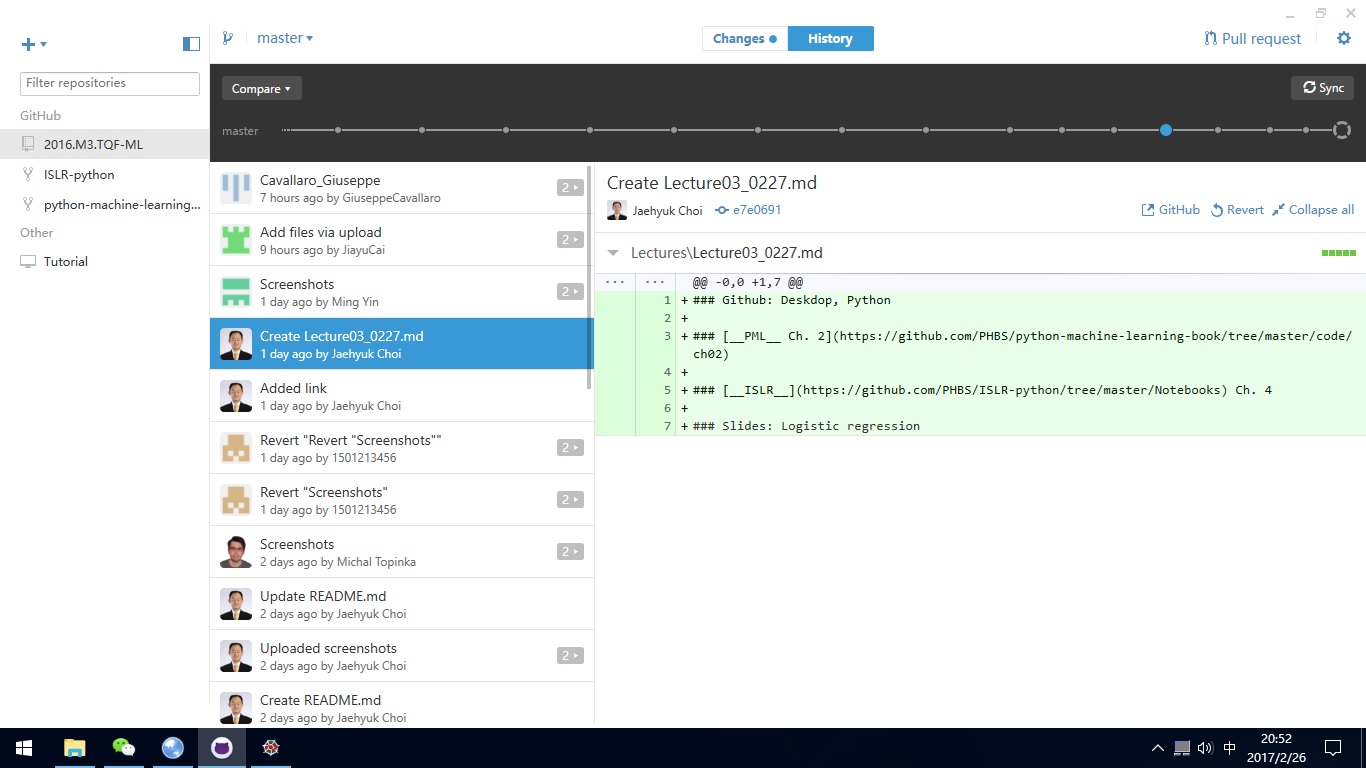 master
Changes
History
Pull request
Filter repositories
GitHub
2016.M3.TQF-ML
ISLR-python
python-machine-learning...
Other
Tutorial
Compare
Sync
master
Cavallaro_Giuseppe
7 hours ago by GiuseppeCavallaro
2
Add files via upload
9 hours ago by JiayuCai
2
Screenshots
1 day ago by Ming Yin
2
Create Lecture03_0227.md
1 day ago by Jaehyuk Choi
Added link
1 day ago by Jaehyuk Choi
Revert "Revert "Screenshots""
1 day ago by 1501213456
2
Revert "Screenshots"
1 day ago by 1501213456
2
Screenshots
2 days ago by Michal Topinka
2
Update README.md
2 days ago by Jaehyuk Choi
Uploaded screenshots
2 days ago by Jaehyuk Choi
2
Create README.md
2 days ago by Jaehyuk Choi
Create Lecture03_0227.md
Jaehyuk Choi e7e0691
GitHub Revert Collapse all
Lectures\Lecture03_0227.md
... ... @@ -0,0 +1,7 @@
1 + ### Github: Deskdop, Python
2 +
3 + ### [__PML__ Ch. 2](https://github.com/PHBS/python-machine-learning-book/tree/master/code/
ch02)
4 +
5 + ### [__ISLR__](https://github.com/PHBS/ISLR-python/tree/master/Notebooks) Ch. 4
6 +
7 + ### Slides: Logistic regression
中
20:52
2017/2/26